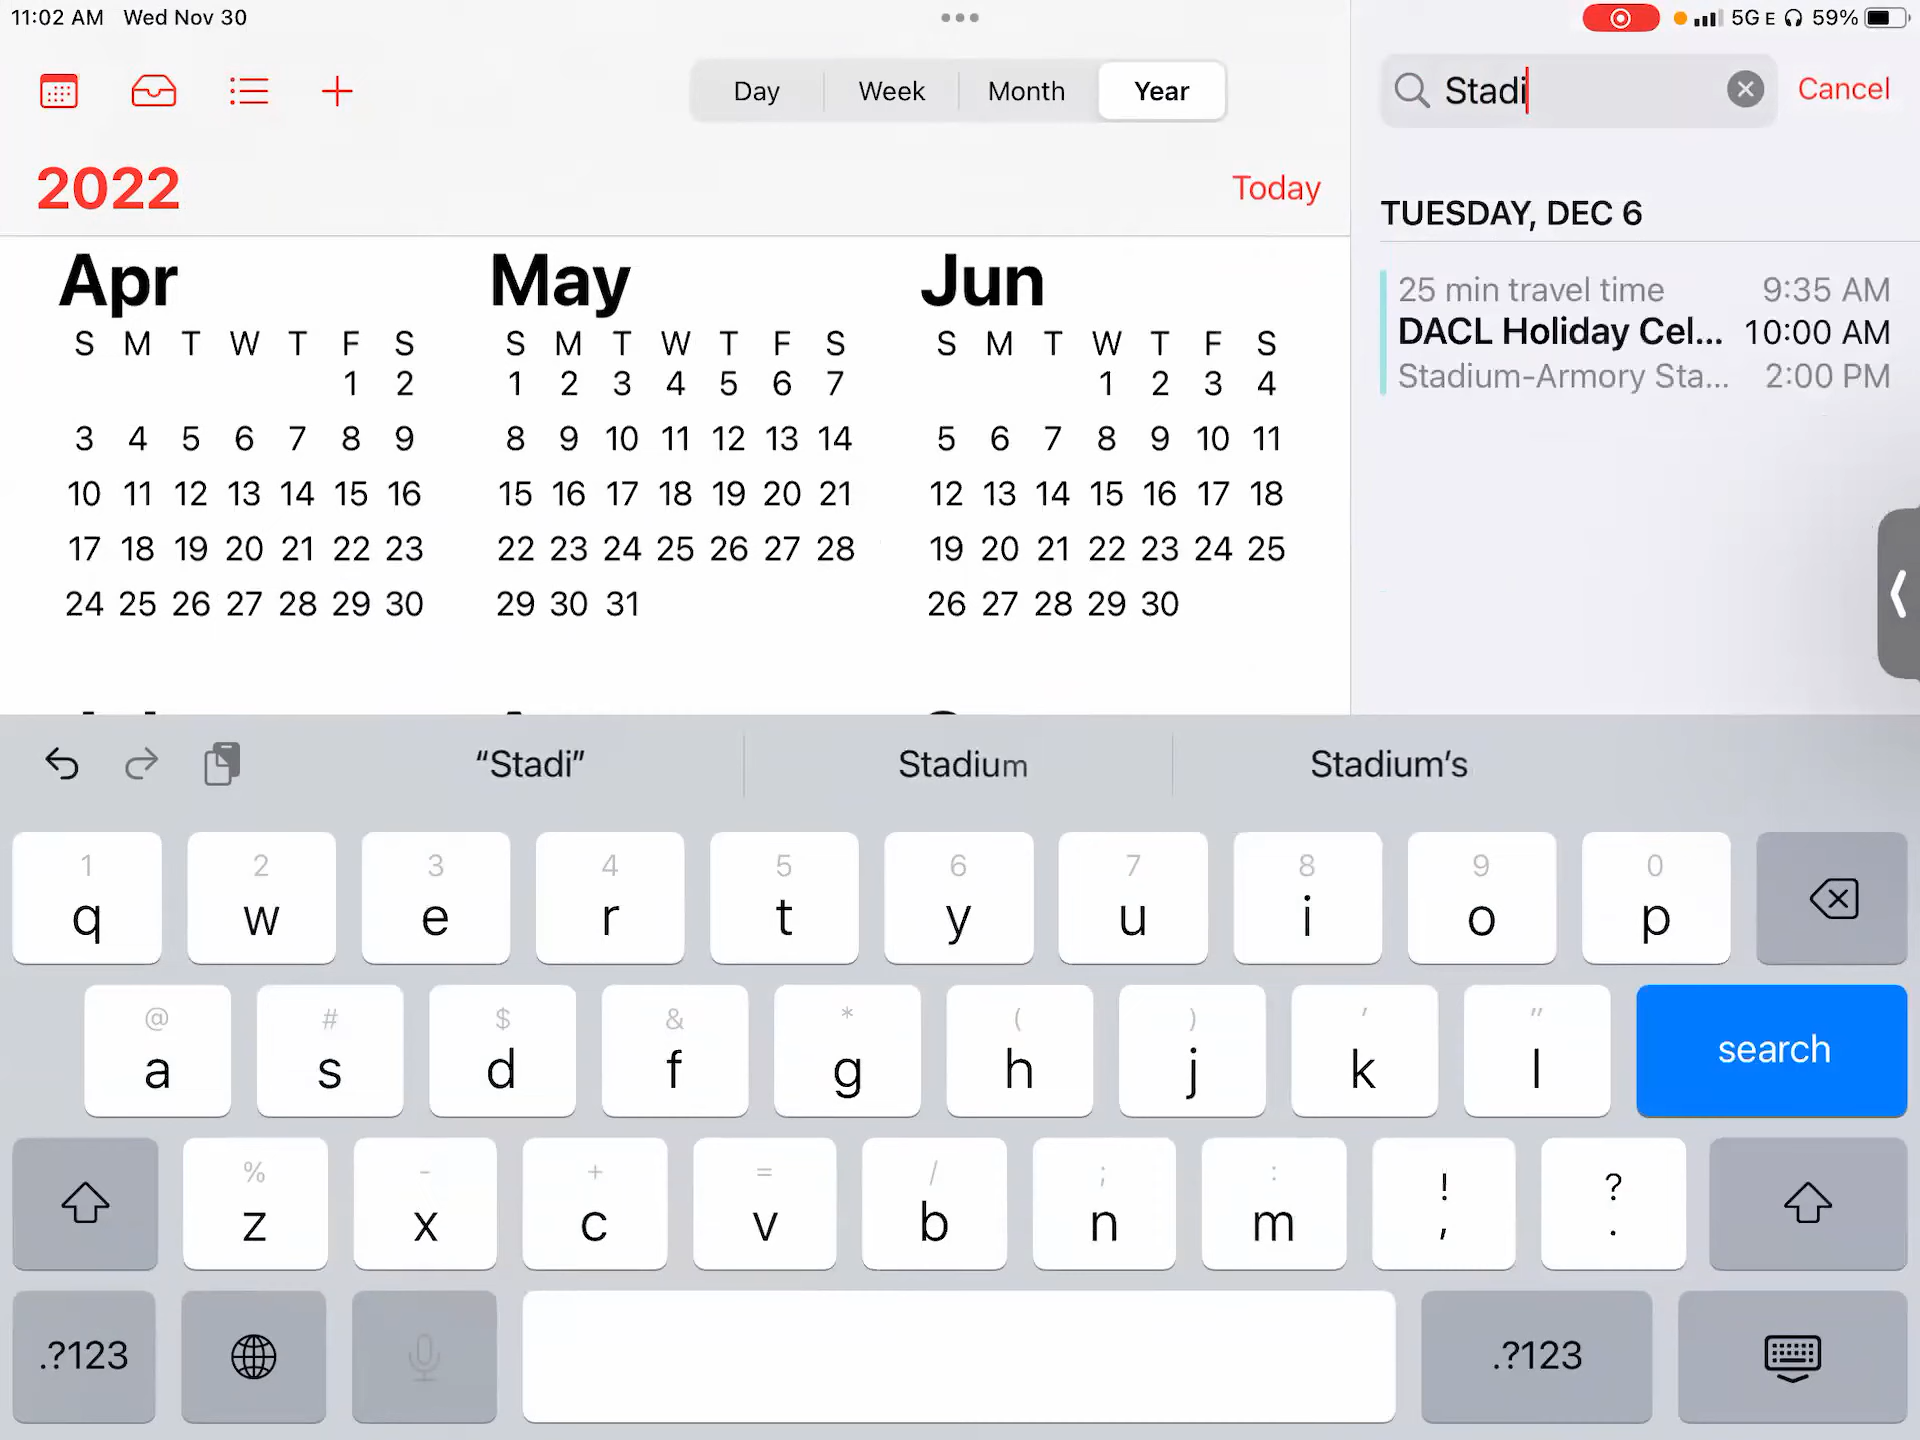 11:02 AM Wed Nov 30
5G E 59%
Day Week Month Year
Stadi
Cancel
2022
Today
TUESDAY, DEC 6
25 min travel time 9:35 AM
DACL Holiday Cel... 10:00 AM
Stadium-Armory Sta... 2:00 PM
Apr
S M T W T F S
1 2
3 4 5 6 7 8 9
10 11 12 13 14 15 16
17 18 19 20 21 22 23
24 25 26 27 28 29 30
May
S M T W T F S
1 2 3 4 5 6 7
8 9 10 11 12 13 14
15 16 17 18 19 20 21
22 23 24 25 26 27 28
29 30 31
Jun
S M T W T F S
1 2 3 4
5 6 7 8 9 10 11
12 13 14 15 16 17 18
19 20 21 22 23 24 25
26 27 28 29 30
“Stadi” Stadium Stadium’s
1 2 3 4 5 6 7 8 9 0
q w e r t y u i o p
@ # $ & * ( ) ' "
a s d f g h j k l search
% - + = / ; : ! ?
z x c v b n m , .
.?123 .?123